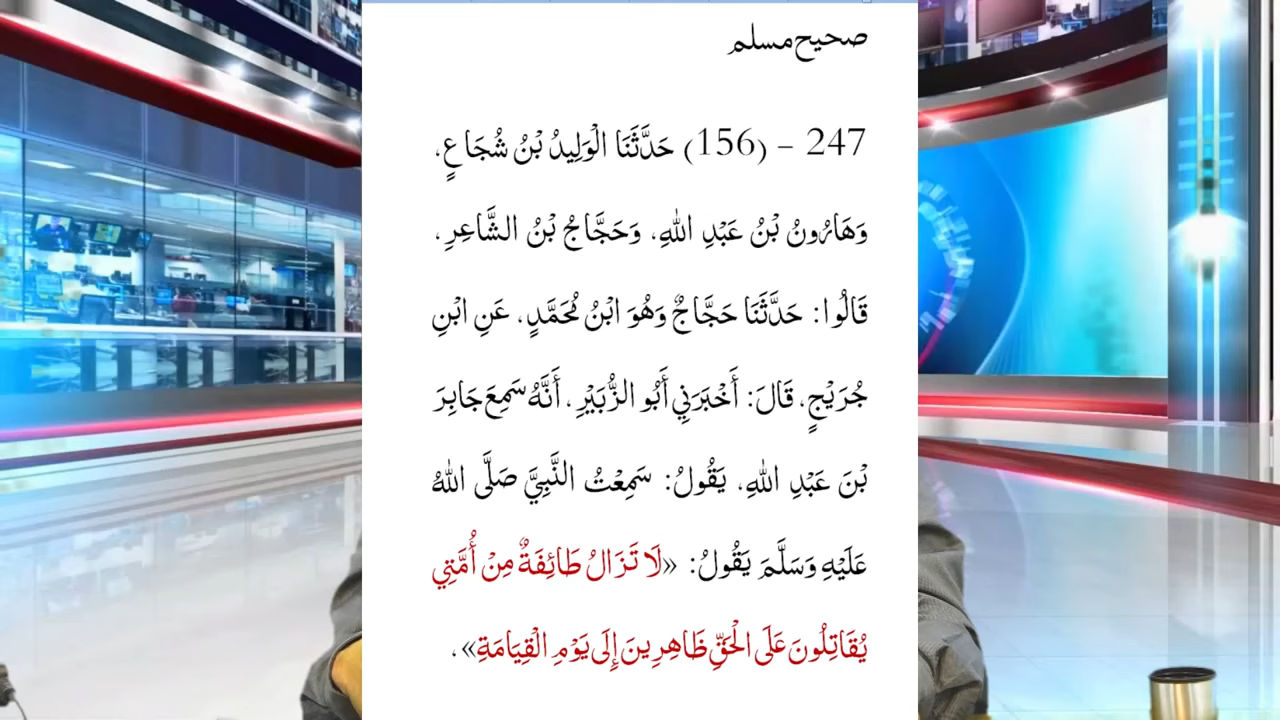 صحيح مسلم
247 - (156) حَدَّثَنَا الْوَلِيدُ بْنُ شُجَاعٍ،
وَهَارُونُ بْنُ عَبْدِ اللهِ، وَحَجَّاجُ بْنُ الشَّاعِرِ،
قَالُوا: حَدَّثَنَا حَجَّاجٌ وَهُوَ ابْنُ مُحَمَّدٍ، عَنِ ابْنِ
جُرَيْجٍ، قَالَ: أَخْبَرَنِي أَبُو الزُّبَيْرِ، أَنَّهُ سَمِعَ جَابِرَ
بْنَ عَبْدِ اللهِ، يَقُولُ: سَمِعْتُ النَّبِيَّ صَلَّى اللهُ
عَلَيْهِ وَسَلَّمَ يَقُولُ: «لَا تَزَالُ طَائِفَةٌ مِنْ أُمَّتِي
يُقَاتِلُونَ عَلَى الْحَقِّ ظَاهِرِينَ إِلَى يَوْمِ الْقِيَامَةِ»،